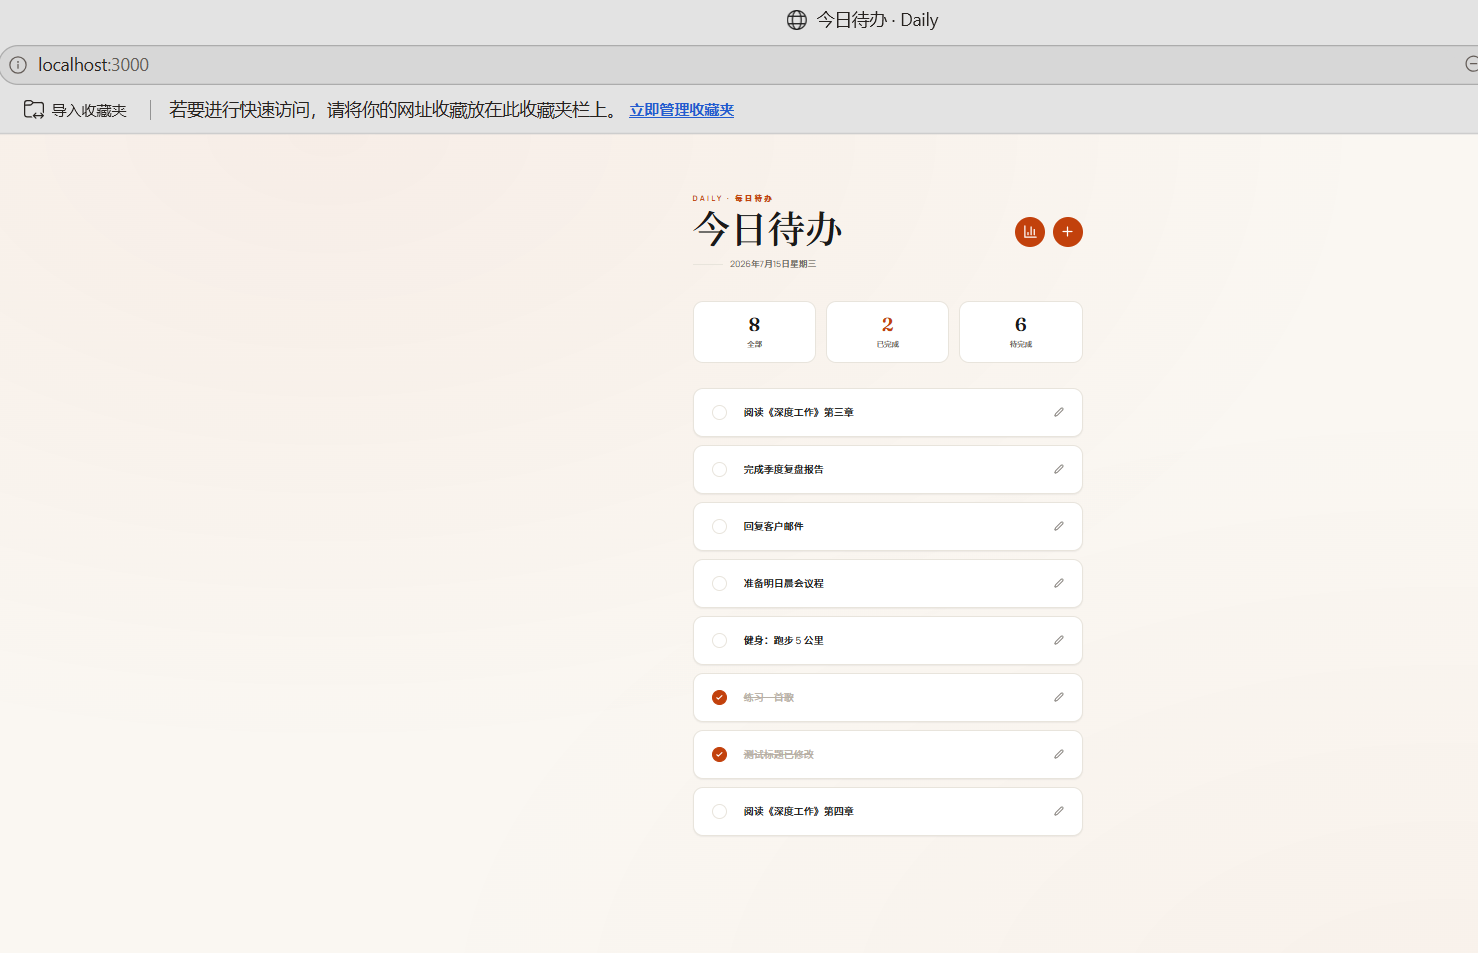 今日待办 · Daily
localhost:3000
导入收藏夹
若要进行快速访问，请将你的网址收藏放在此收藏夹栏上。 立即管理收藏夹
DAILY · 每日待办
今日待办
2026年7月15日星期三
8
全部
2
已完成
6
待完成
阅读《深度工作》第三章
完成季度复盘报告
回复客户邮件
准备明日晨会议程
健身：跑步 5 公里
练习一首歌
测试标题已修改
阅读《深度工作》第四章